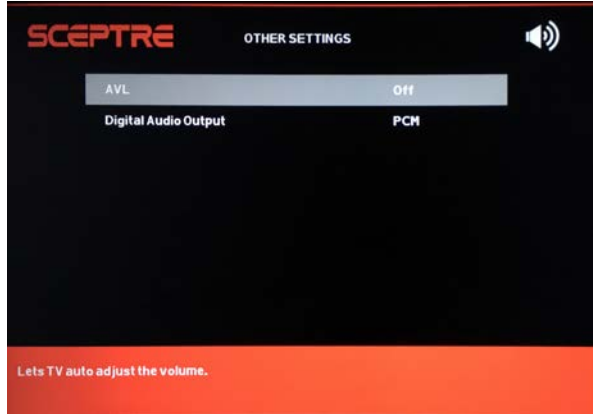 SCEPTRE OTHER SETTINGS
AVL Off
Digital Audio Output PCM
Lets TV auto adjust the volume.